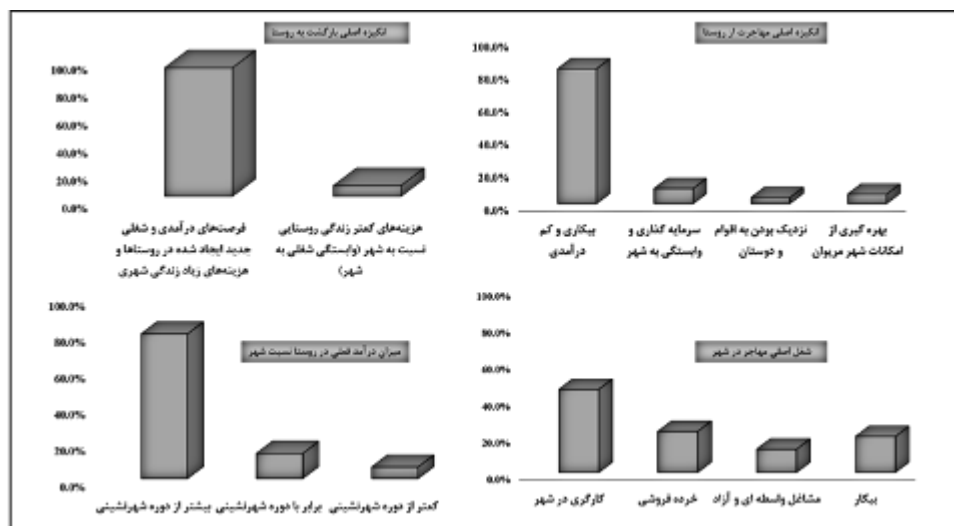 انگیزه اصلی بازگشت به روستا
100.0%
80.0%
60.0%
40.0%
20.0%
0.0%
فرصت‌های درآمدی و شغلی
جدید ایجاد شده در روستاها و
هزینه‌های زیاد زندگی شهری
هزینه‌های کمتر زندگی روستایی
نسبت به شهر (وابستگی شغلی به
شهر)
انگیزه اصلی مهاجرت از روستا
100.0%
80.0%
60.0%
40.0%
20.0%
0.0%
بیکاری و کم
درآمدی
سرمایه گذاری و
وابستگی به شهر
نزدیک بودن به اقوام
و دوستان
بهره گیری از
امکانات شهر مریوان
میزان درآمد فعلی در روستا نسبت شهر
100.0%
80.0%
60.0%
40.0%
20.0%
0.0%
بیشتر از دوره شهرنشینی
برابر با دوره شهرنشینی
کمتر از دوره شهرنشینی
شغل اصلی مهاجر در شهر
100.0%
80.0%
60.0%
40.0%
20.0%
0.0%
کارگری در شهر
خرده فروشی
مشاغل واسطه ای و آزاد
بیکار